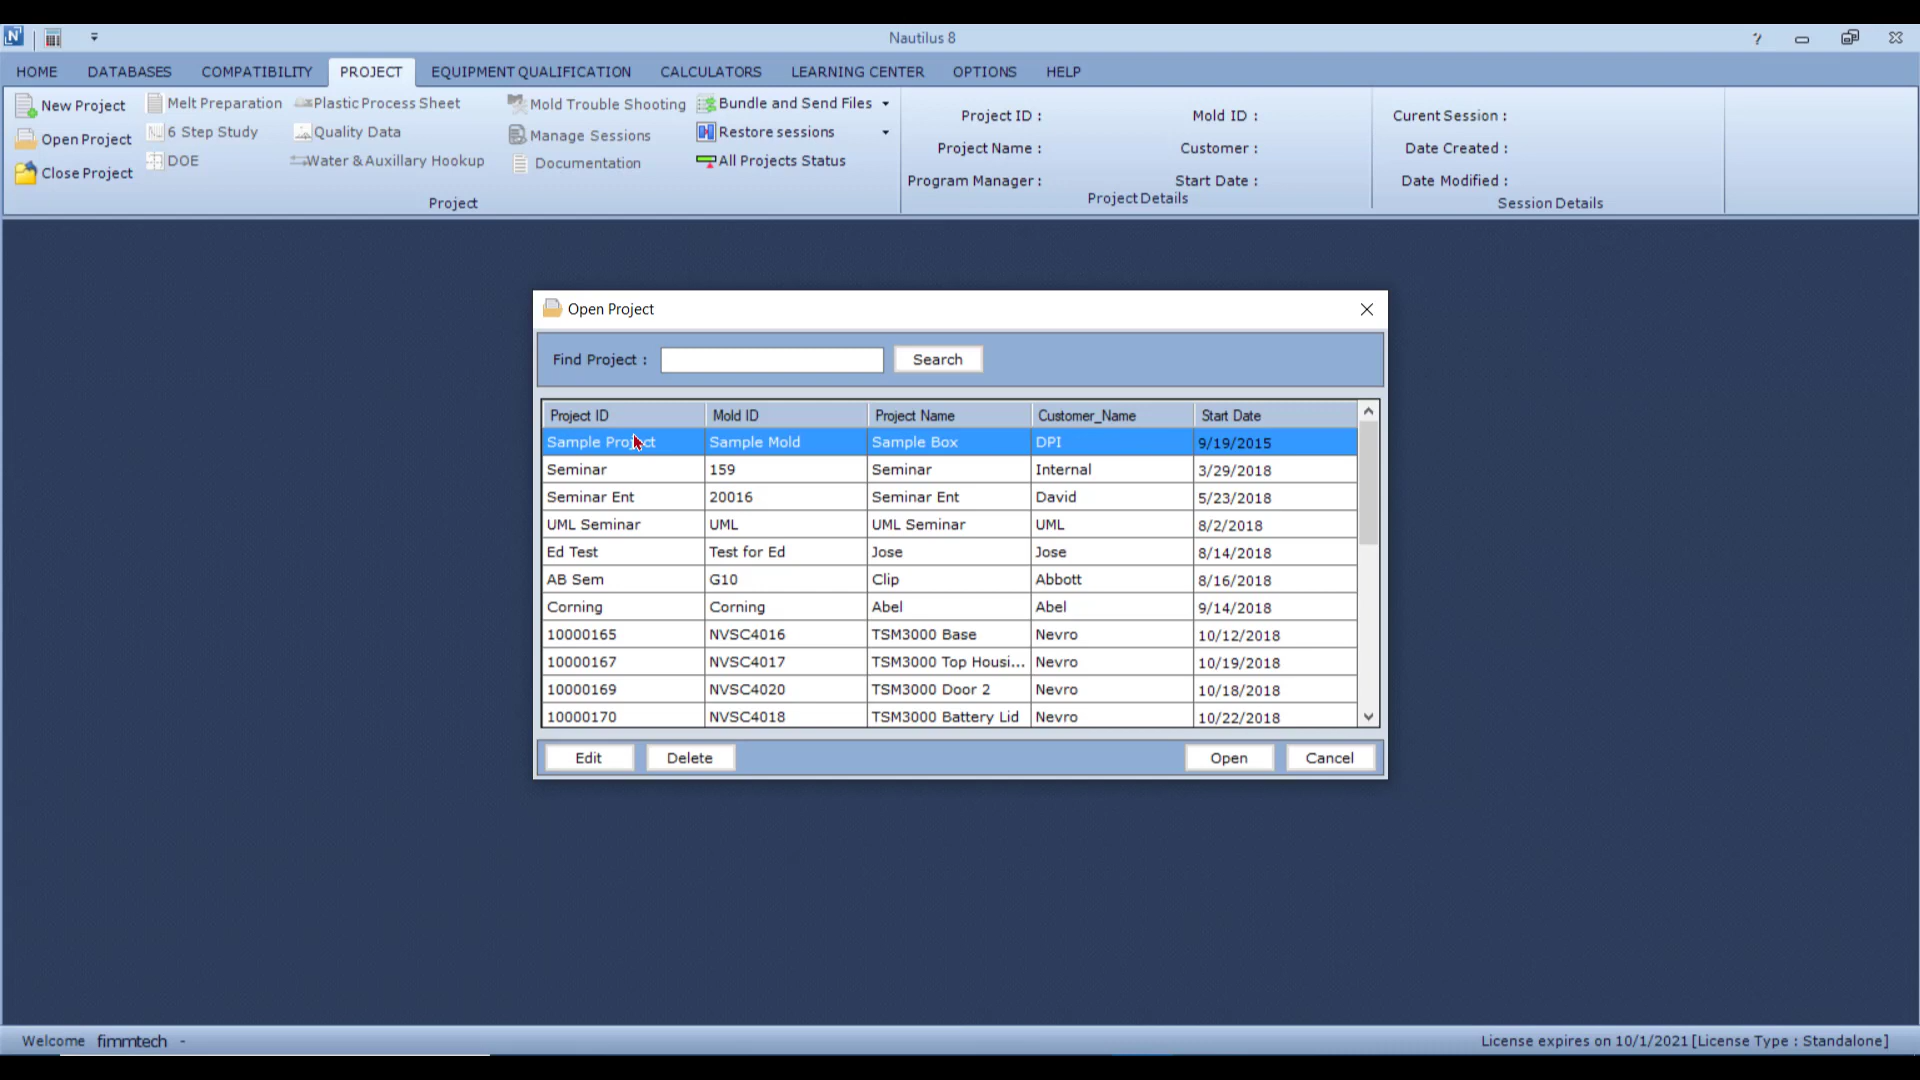 Nautilus 8 ?
HOME DATABASES COMPATIBILITY PROJECT EQUIPMENT QUALIFICATION CALCULATORS LEARNING CENTER OPTIONS HELP
New Project Melt Preparation Plastic Process Sheet Mold Trouble Shooting Bundle and Send Files Project ID : Mold ID : Curent Session :
Open Project 6 Step Study Quality Data Manage Sessions Restore sessions Project Name : Customer : Date Created :
Close Project DOE Water & Auxillary Hookup Documentation All Projects Status Program Manager : Start Date : Date Modified :
Project Project Details Session Details
Open Project
Find Project : Search
Project ID Mold ID Project Name Customer_Name Start Date
Sample Project Sample Mold Sample Box DPI 9/19/2015
Seminar 159 Seminar Internal 3/29/2018
Seminar Ent 20016 Seminar Ent David 5/23/2018
UML Seminar UML UML Seminar UML 8/2/2018
Ed Test Test for Ed Jose Jose 8/14/2018
AB Sem G10 Clip Abbott 8/16/2018
Corning Corning Abel Abel 9/14/2018
10000165 NVSC4016 TSM3000 Base Nevro 10/12/2018
10000167 NVSC4017 TSM3000 Top Housi... Nevro 10/19/2018
10000169 NVSC4020 TSM3000 Door 2 Nevro 10/18/2018
10000170 NVSC4018 TSM3000 Battery Lid Nevro 10/22/2018
Edit Delete Open Cancel
Welcome fimmtech - License expires on 10/1/2021 [License Type : Standalone]